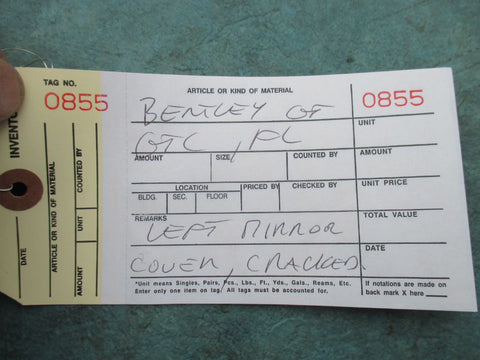 TAG NO.
0855
INVENTO
DATE
ARTICLE OR KIND OF MATERIAL
AMOUNT
UNIT
COUNTED BY
ARTICLE OR KIND OF MATERIAL
0855
BENTLEY GT
GTC, FL
UNIT
AMOUNT
SIZE
COUNTED BY
AMOUNT
LOCATION
PRICED BY
CHECKED BY
UNIT PRICE
BLDG.
SEC.
FLOOR
REMARKS
TOTAL VALUE
LEFT MIRROR
DATE
COVER, CRACKED
*Unit means Singles, Pairs, Pcs., Lbs., Ft., Yds., Gals., Reams, Etc.
Enter only one item on tag. All tags must be accounted for.
If notations are made on
back mark X here